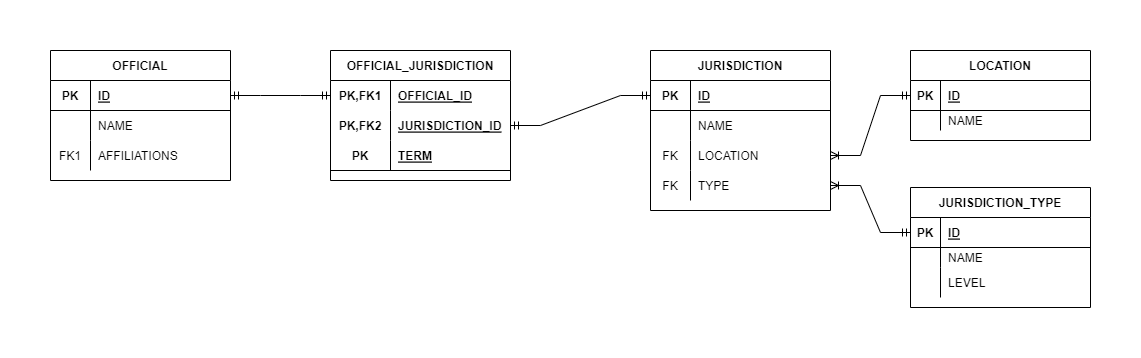 OFFICIAL
PK ID
NAME
FK1 AFFILIATIONS
OFFICIAL_JURISDICTION
PK,FK1 OFFICIAL_ID
PK,FK2 JURISDICTION_ID
PK TERM
JURISDICTION
PK ID
NAME
FK LOCATION
FK TYPE
LOCATION
PK ID
NAME
JURISDICTION_TYPE
PK ID
NAME
LEVEL